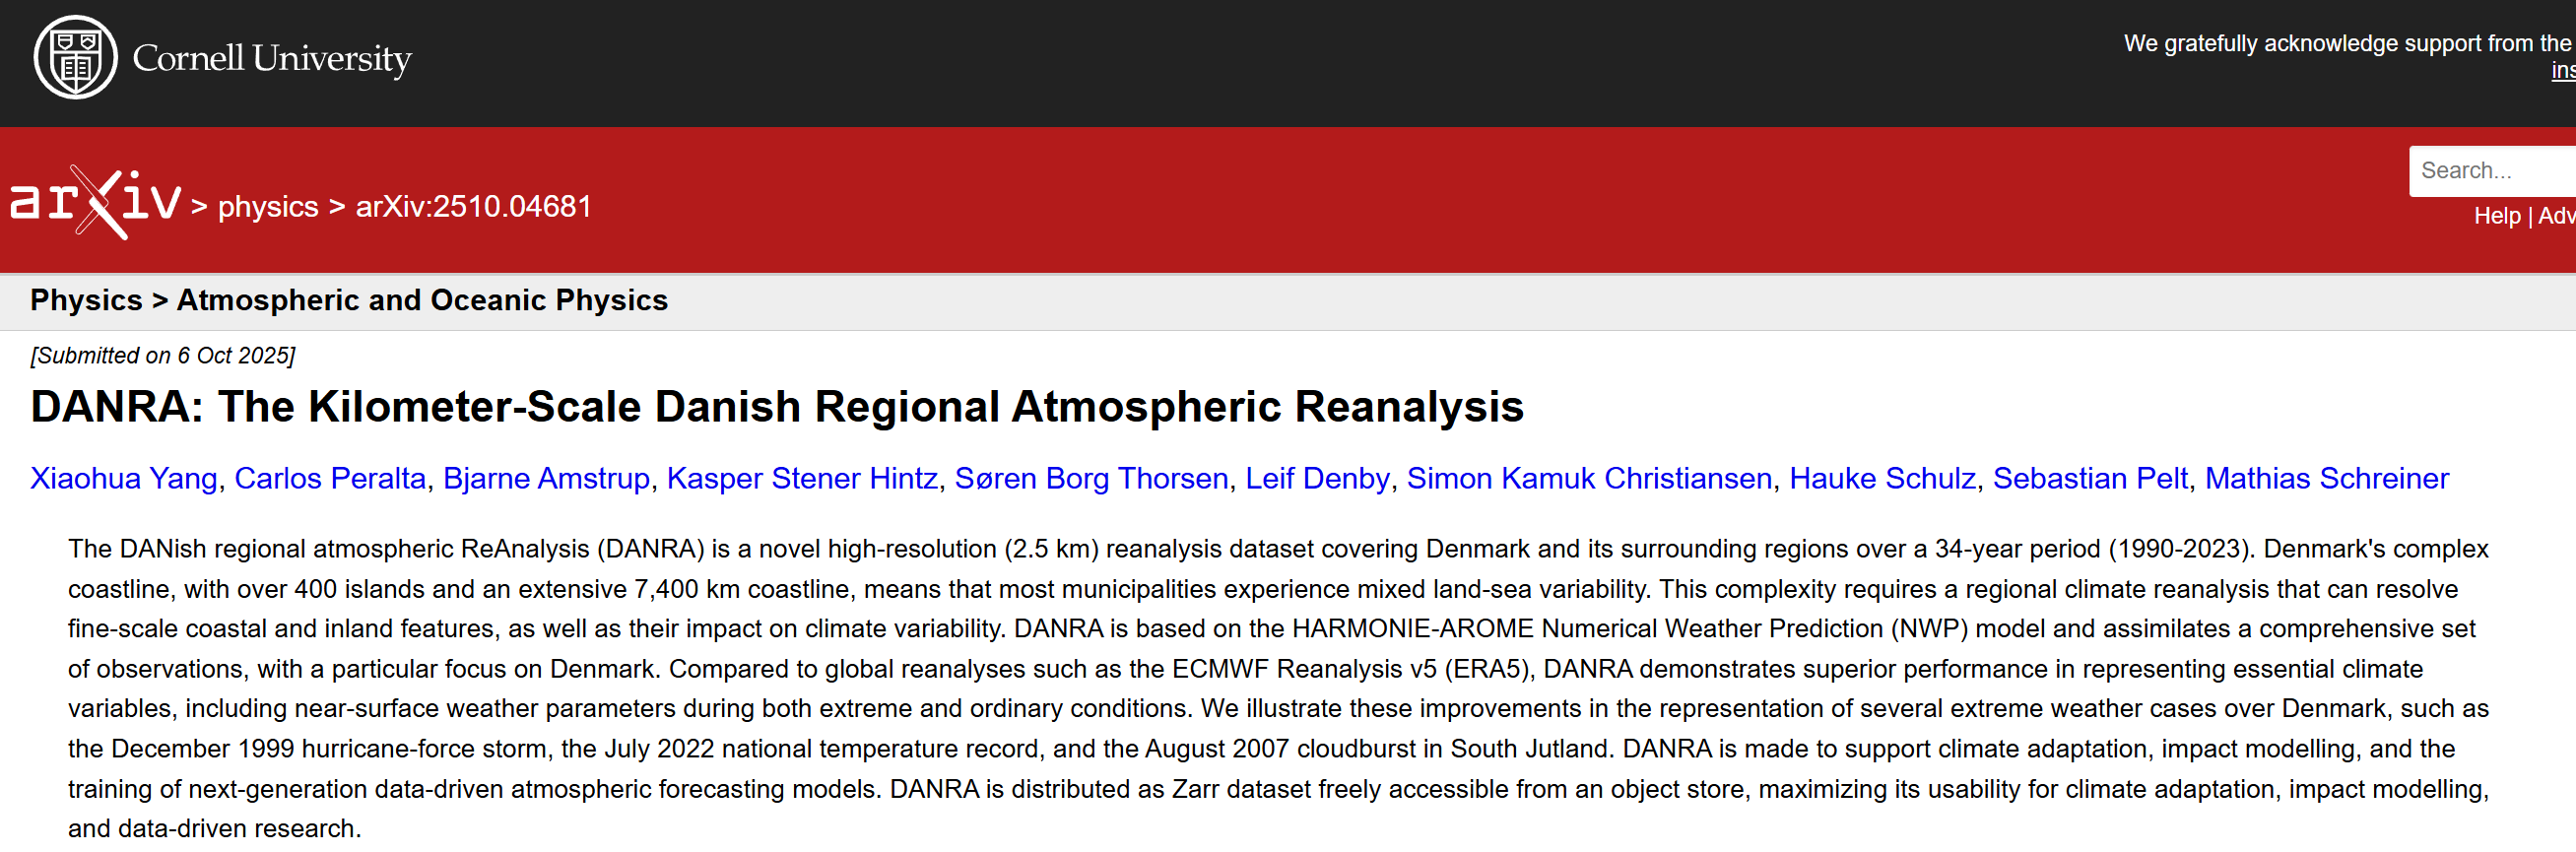 Cornell University
We gratefully acknowledge support from the
ins
Search...
arXiv > physics > arXiv:2510.04681
Help | Adv
Physics > Atmospheric and Oceanic Physics
[Submitted on 6 Oct 2025]
DANRA: The Kilometer-Scale Danish Regional Atmospheric Reanalysis
Xiaohua Yang, Carlos Peralta, Bjarne Amstrup, Kasper Stener Hintz, Søren Borg Thorsen, Leif Denby, Simon Kamuk Christiansen, Hauke Schulz, Sebastian Pelt, Mathias Schreiner
The DANish regional atmospheric ReAnalysis (DANRA) is a novel high-resolution (2.5 km) reanalysis dataset covering Denmark and its surrounding regions over a 34-year period (1990-2023). Denmark's complex
coastline, with over 400 islands and an extensive 7,400 km coastline, means that most municipalities experience mixed land-sea variability. This complexity requires a regional climate reanalysis that can resolve
fine-scale coastal and inland features, as well as their impact on climate variability. DANRA is based on the HARMONIE-AROME Numerical Weather Prediction (NWP) model and assimilates a comprehensive set
of observations, with a particular focus on Denmark. Compared to global reanalyses such as the ECMWF Reanalysis v5 (ERA5), DANRA demonstrates superior performance in representing essential climate
variables, including near-surface weather parameters during both extreme and ordinary conditions. We illustrate these improvements in the representation of several extreme weather cases over Denmark, such as
the December 1999 hurricane-force storm, the July 2022 national temperature record, and the August 2007 cloudburst in South Jutland. DANRA is made to support climate adaptation, impact modelling, and the
training of next-generation data-driven atmospheric forecasting models. DANRA is distributed as Zarr dataset freely accessible from an object store, maximizing its usability for climate adaptation, impact modelling,
and data-driven research.